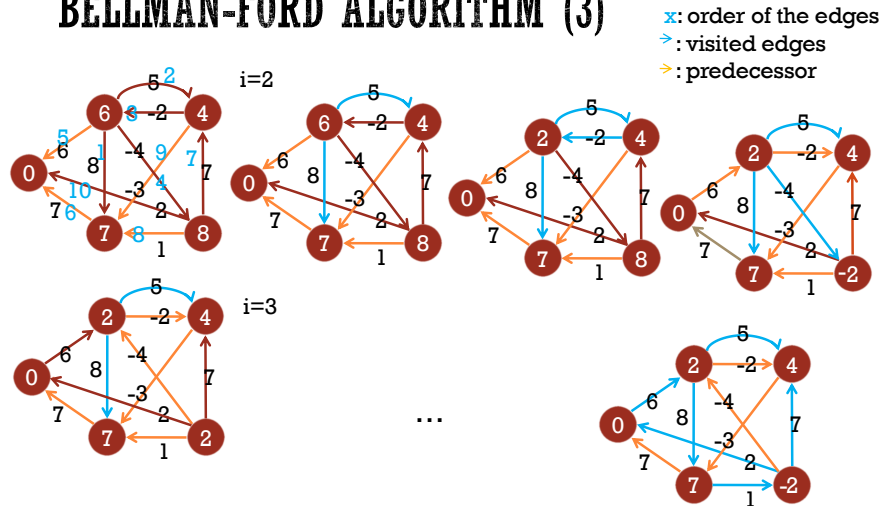 BELLMAN-FORD ALGORITHM (3)
x: order of the edges
: visited edges
: predecessor
i=2
5 2
6 3 -2 4
5
6 1 8 -4 9 7 7
0
10 -3 4
7 6 2
7 8 8
1
5
6 -2 4
6 8 -4 7
0
-3
7 2
7 8
1
5
2 -2 4
6 8 -4 7
0
-3
7 2
7 8
1
5
2 -2 4
6 8 -4 7
0
-3
7 2
7 -2
1
i=3
5
2 -2 4
6 8 -4 7
0
-3
7 2
7 2
1
...
5
2 -2 4
6 8 -4 7
0
-3
7 2
7 -2
1